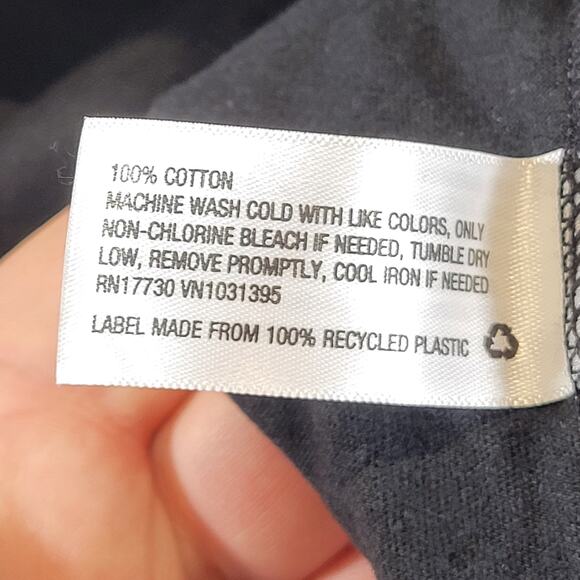 100% COTTON
MACHINE WASH COLD WITH LIKE COLORS, ONLY
NON-CHLORINE BLEACH IF NEEDED, TUMBLE DRY
LOW, REMOVE PROMPTLY, COOL IRON IF NEEDED
RN17730 VN1031395
LABEL MADE FROM 100% RECYCLED PLASTIC